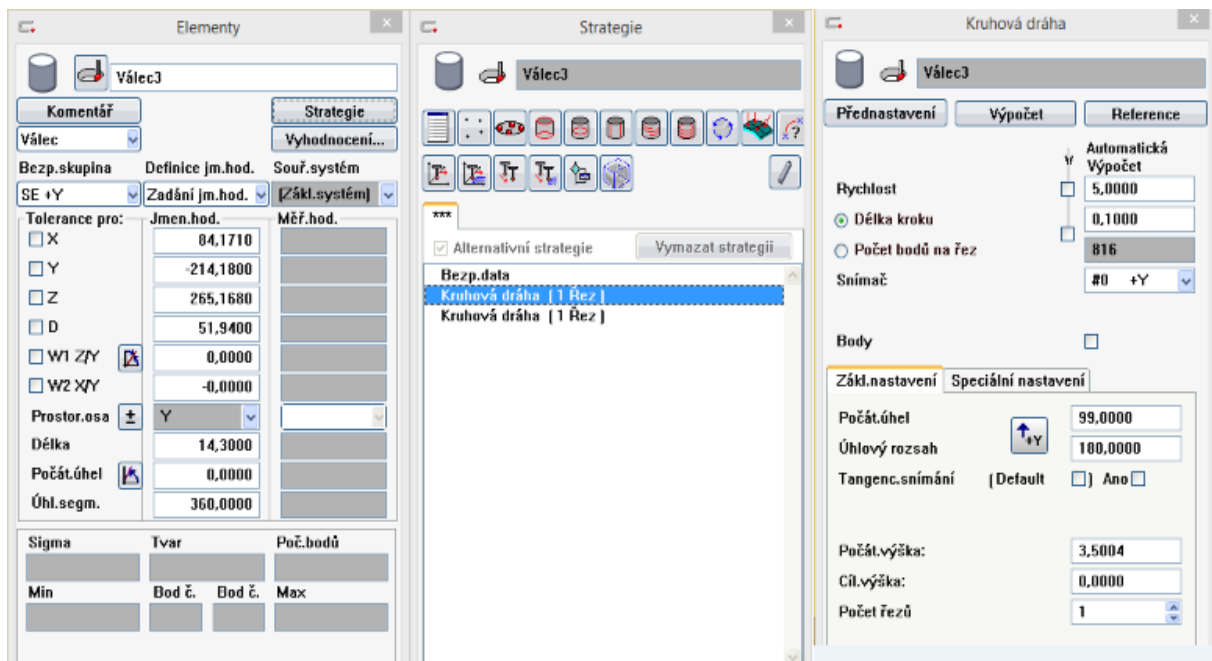 Elementy
Válec3
Komentář
Strategie
Válec
Vyhodnocení...
Bezp.skupina Definice jm.hod. Souř.systém
SE +Y Zadání jm.hod. (Zákl.systém)
Tolerance pro: Jmen.hod. Měř.hod.
X 84,1710
Y -214,1800
Z 265,1680
D 51,9400
W1 Z/Y 0,0000
W2 X/Y -0,0000
Prostor.osa ± Y
Délka 14,3000
Počát.úhel 0,0000
Úhl.segm. 360,0000
Sigma Tvar Poč.bodů
Min Bod č. Bod č. Max
Strategie
Válec3
***
Alternativní strategie Vymazat strategii
Bezp.data
Kruhová dráha ( 1 Řez )
Kruhová dráha ( 1 Řez )
Kruhová dráha
Válec3
Přednastavení Výpočet Reference
Automatická
Výpočet
Rychlost 5,0000
Délka kroku 0,1000
Počet bodů na řez 816
Snímač #0 +Y
Body
Zákl.nastavení Speciální nastavení
Počát.úhel 99,0000
+Y
Úhlový rozsah 180,0000
Tangenc.snímání (Default ) Ano
Počát.výška: 3,5004
Cíl.výška: 0,0000
Počet řezů 1